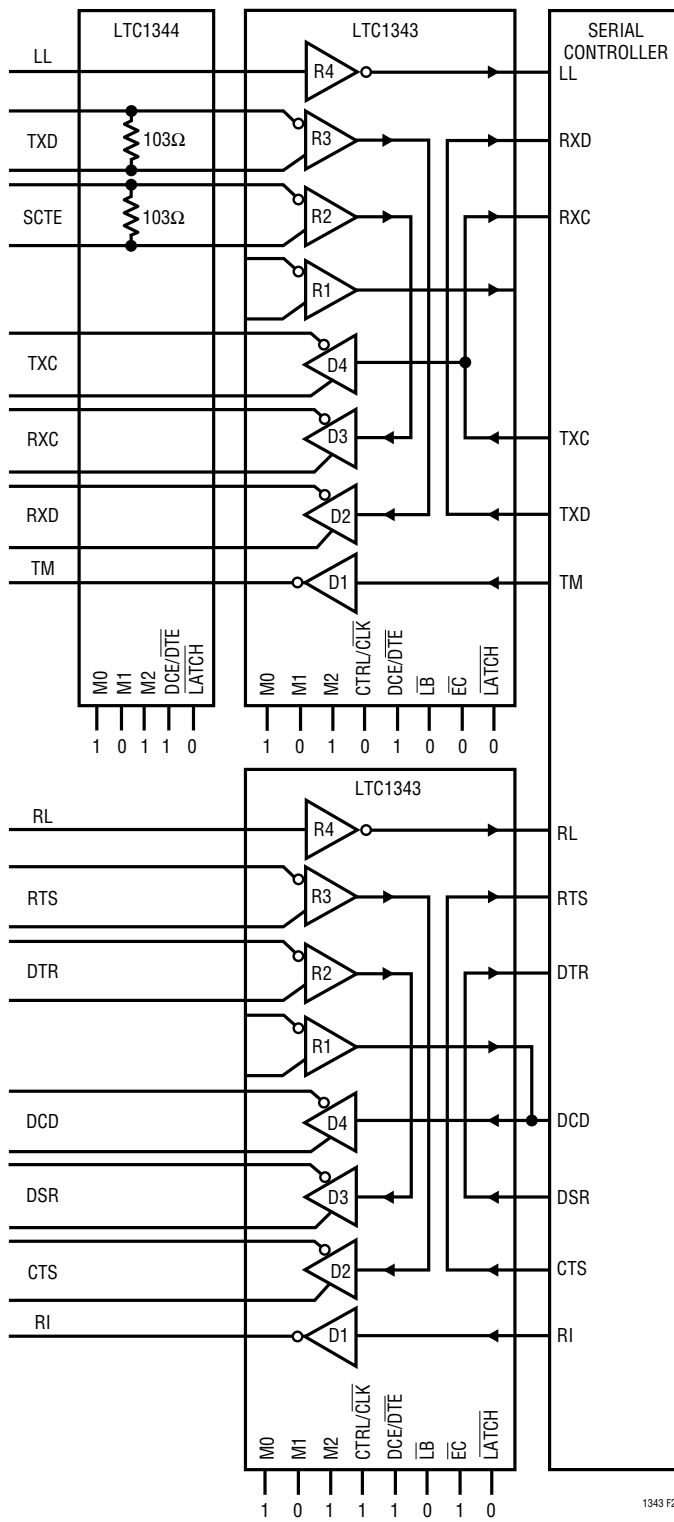 LTC1344
LTC1343
SERIAL
CONTROLLER
LL
R4
LL
TXD
103Ω
R3
RXD
SCTE
103Ω
R2
RXC
R1
TXC
D4
RXC
D3
TXC
RXD
D2
TXD
TM
D1
TM
M0
M1
M2
DCE/DTE
LATCH
1 0 1 1 0
M0
M1
M2
CTRL/CLK
DCE/DTE
LB
EC
LATCH
1 0 1 0 1 0 0 0
LTC1343
RL
R4
RL
RTS
R3
RTS
DTR
R2
DTR
R1
DCD
D4
DCD
DSR
D3
DSR
CTS
D2
CTS
RI
D1
RI
M0
M1
M2
CTRL/CLK
DCE/DTE
LB
EC
LATCH
1 0 1 1 1 0 1 0
1343 F2